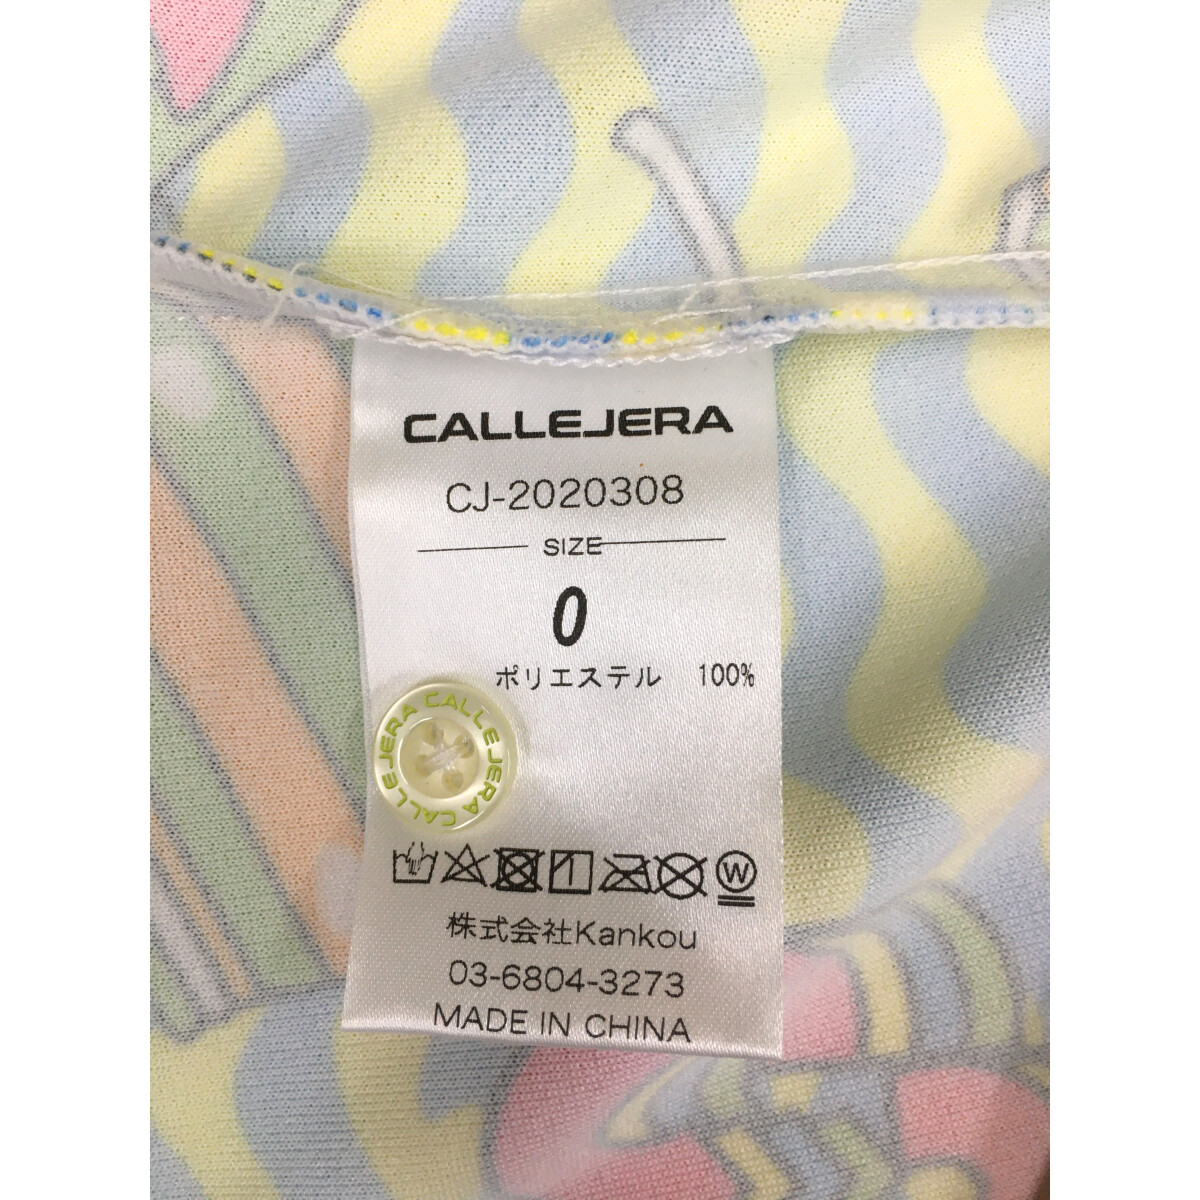 CALLEJERA
CJ-2020308
SIZE
0
ポリエステル 100%
CALLEJERA CALLEJERA
W
株式会社Kankou
03-6804-3273
MADE IN CHINA